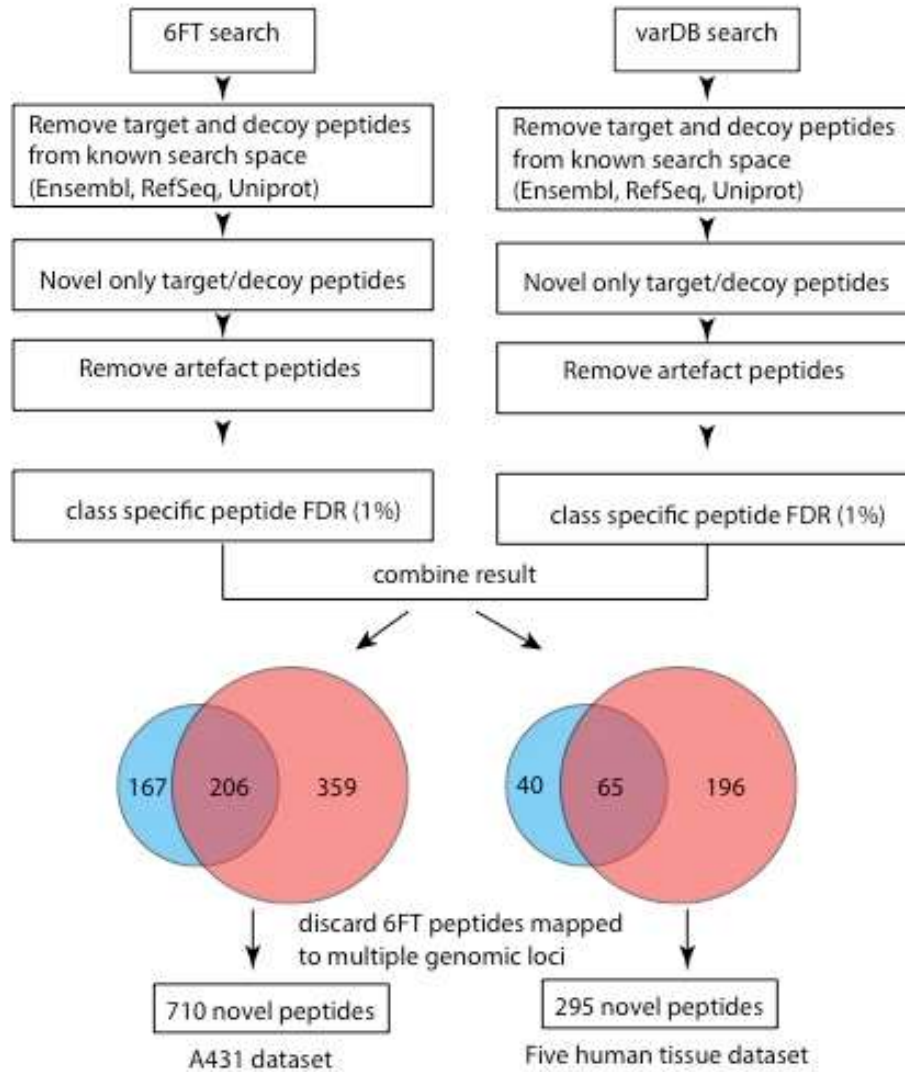 6FT search
varDB search
Remove target and decoy peptides
from known search space
(Ensembl, RefSeq, Uniprot)
Remove target and decoy peptides
from known search space
(Ensembl, RefSeq, Uniprot)
Novel only target/decoy peptides
Novel only target/decoy peptides
Remove artefact peptides
Remove artefact peptides
class specific peptide FDR (1%)
class specific peptide FDR (1%)
combine result
167 206 359
40 65 196
discard 6FT peptides mapped
to multiple genomic loci
710 novel peptides
295 novel peptides
A431 dataset
Five human tissue dataset